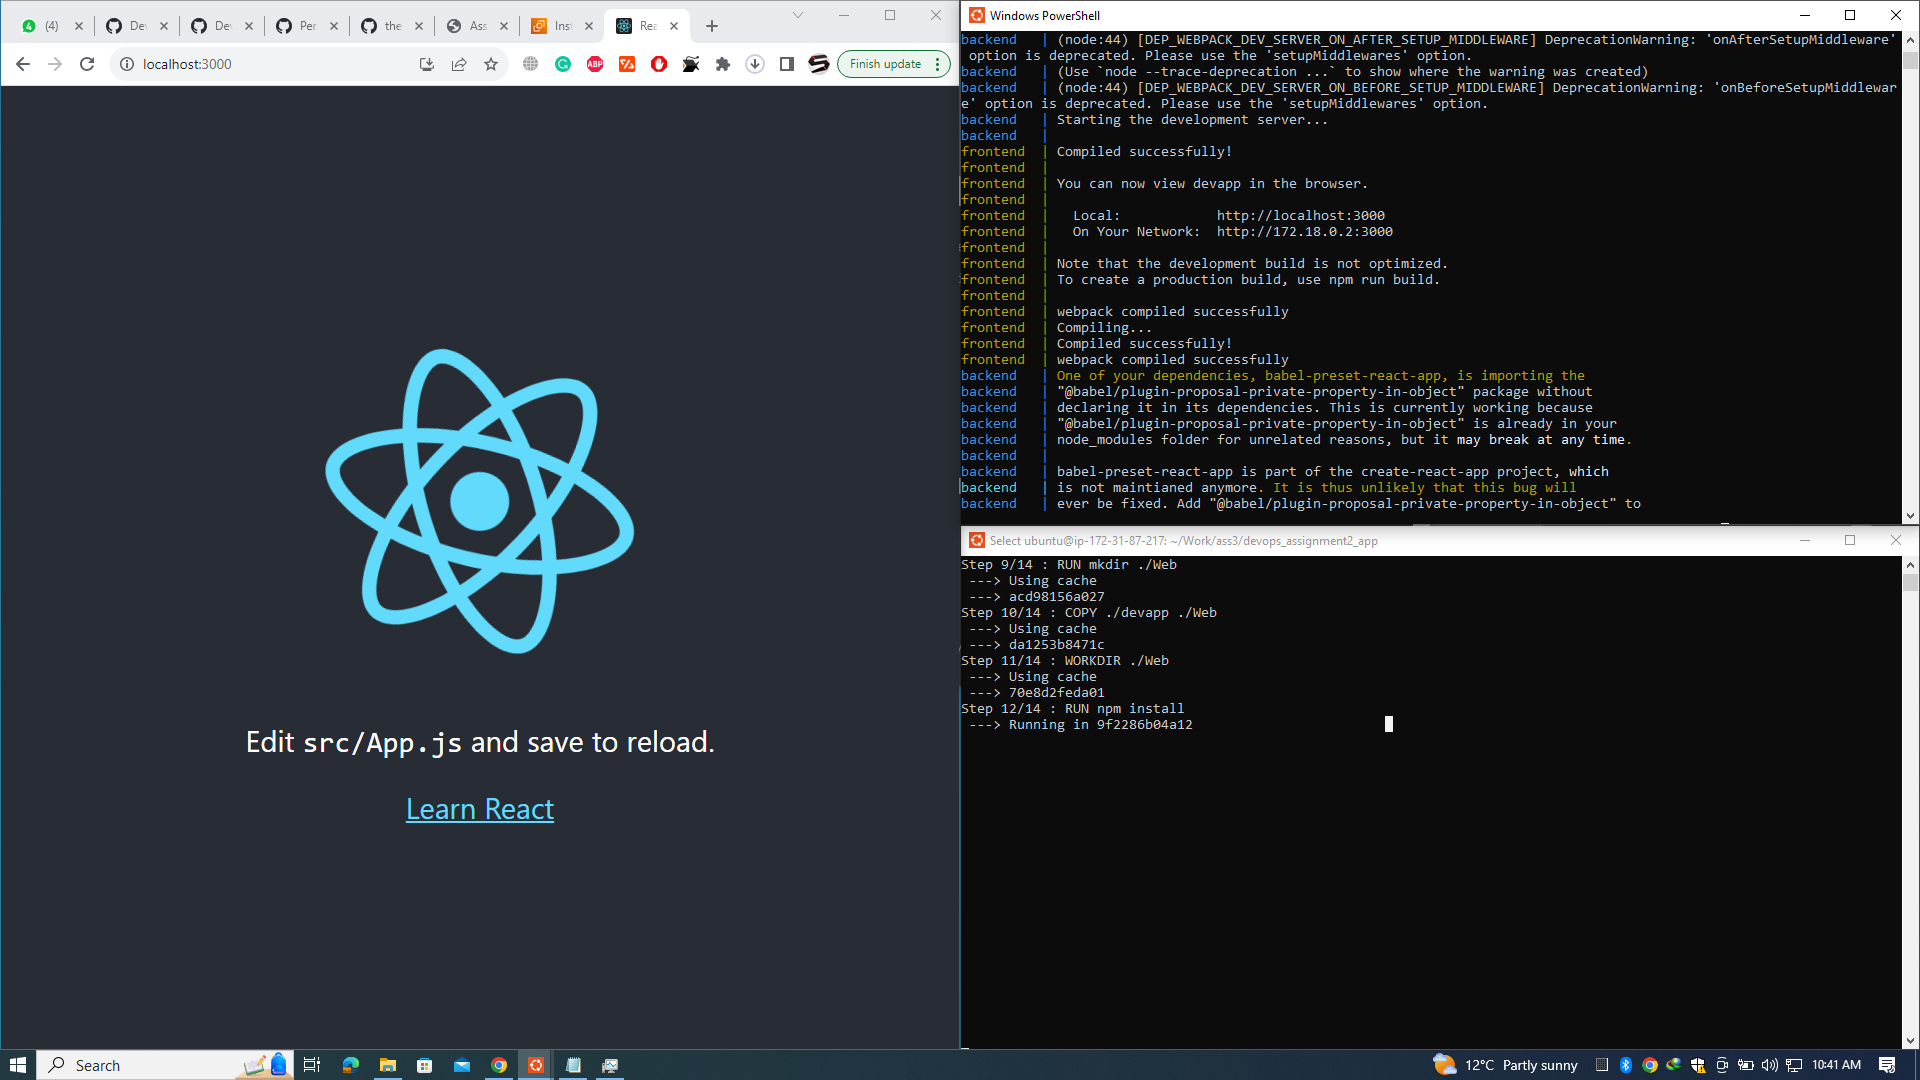 (4)
Dev
Dev
Per
the
Ass
Inst
Rea
localhost:3000
ABP
Finish update
Edit src/App.js and save to reload.
Learn React
Windows PowerShell
backend   | (node:44) [DEP_WEBPACK_DEV_SERVER_ON_AFTER_SETUP_MIDDLEWARE] DeprecationWarning: 'onAfterSetupMiddleware'
 option is deprecated. Please use the 'setupMiddlewares' option.
backend   | (Use `node --trace-deprecation ...` to show where the warning was created)
backend   | (node:44) [DEP_WEBPACK_DEV_SERVER_ON_BEFORE_SETUP_MIDDLEWARE] DeprecationWarning: 'onBeforeSetupMiddlewar
e' option is deprecated. Please use the 'setupMiddlewares' option.
backend   | Starting the development server...
backend   |
frontend  | Compiled successfully!
frontend  |
frontend  | You can now view devapp in the browser.
frontend  |
frontend  |   Local:            http://localhost:3000
frontend  |   On Your Network:  http://172.18.0.2:3000
frontend  |
frontend  | Note that the development build is not optimized.
frontend  | To create a production build, use npm run build.
frontend  |
frontend  | webpack compiled successfully
frontend  | Compiling...
frontend  | Compiled successfully!
frontend  | webpack compiled successfully
backend   | One of your dependencies, babel-preset-react-app, is importing the
backend   | "@babel/plugin-proposal-private-property-in-object" package without
backend   | declaring it in its dependencies. This is currently working because
backend   | "@babel/plugin-proposal-private-property-in-object" is already in your
backend   | node_modules folder for unrelated reasons, but it may break at any time.
backend   |
backend   | babel-preset-react-app is part of the create-react-app project, which
backend   | is not maintianed anymore. It is thus unlikely that this bug will
backend   | ever be fixed. Add "@babel/plugin-proposal-private-property-in-object" to
Select ubuntu@ip-172-31-87-217: ~/Work/ass3/devops_assignment2_app
Step 9/14 : RUN mkdir ./Web
 ---> Using cache
 ---> acd98156a027
Step 10/14 : COPY ./devapp ./Web
 ---> Using cache
 ---> da1253b8471c
Step 11/14 : WORKDIR ./Web
 ---> Using cache
 ---> 70e8d2feda01
Step 12/14 : RUN npm install
 ---> Running in 9f2286b04a12
Search
12°C Partly sunny
10:41 AM